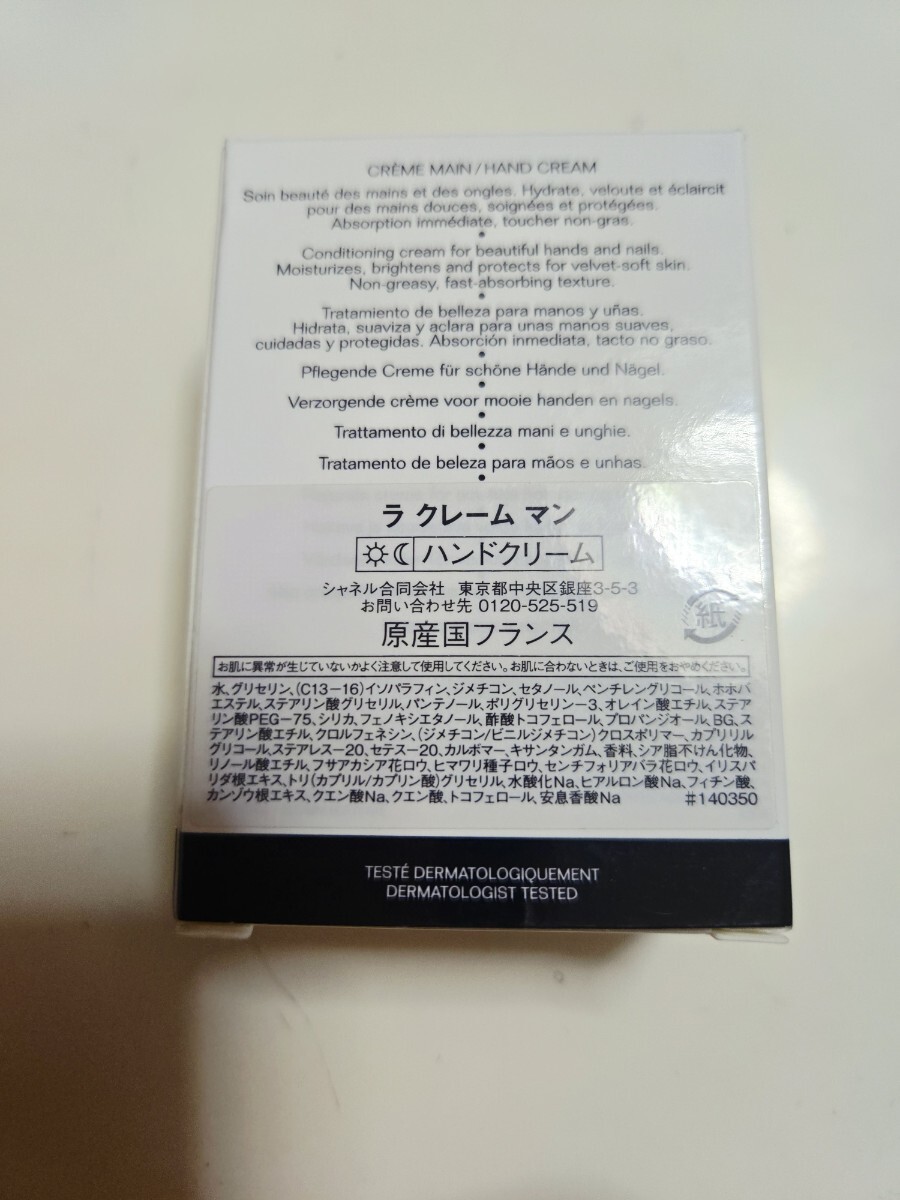 CRÈME MAIN / HAND CREAM
Soin beauté des mains et des ongles. Hydrate, veloute et éclaircit
pour des mains douces, soignées et protégées.
Absorption immédiate, toucher non-gras.
Conditioning cream for beautiful hands and nails.
Moisturizes, brightens and protects for velvet-soft skin.
Non-greasy, fast-absorbing texture.
Tratamiento de belleza para manos y uñas.
Hidrata, suaviza y aclara para unas manos suaves,
cuidadas y protegidas. Absorción inmediata, tacto no graso.
Pflegende Creme für schöne Hände und Nägel.
Verzorgende crème voor mooie handen en nagels.
Trattamento di bellezza mani e unghie.
Tratamento de beleza para mãos e unhas.
ラ クレーム マン
ハンドクリーム
シャネル合同会社 東京都中央区銀座3-5-3
お問い合わせ先 0120-525-519
紙
原産国フランス
お肌に異常が生じていないかよく注意して使用してください。お肌に合わないときは、ご使用をおやめください。
水、グリセリン、(C13-16)イソパラフィン、ジメチコン、セタノール、ペンチレングリコール、ホホバ
エステル、ステアリン酸グリセリル、パンテノール、ポリグリセリン-3、オレイン酸エチル、ステア
リン酸PEG-75、シリカ、フェノキシエタノール、酢酸トコフェロール、プロパンジオール、BG、ス
テアリン酸エチル、クロルフェネシン、(ジメチコン/ビニルジメチコン)クロスポリマー、カプリリル
グリコール、ステアレス-20、セテス-20、カルボマー、キサンタンガム、香料、シア脂不けん化物、
リノール酸エチル、フサアカシア花ロウ、ヒマワリ種子ロウ、センチフォリアバラ花ロウ、イリスパ
リダ根エキス、トリ(カプリル/カプリン酸)グリセリル、水酸化Na、ヒアルロン酸Na、フィチン酸、
カンゾウ根エキス、クエン酸Na、クエン酸、トコフェロール、安息香酸Na #140350
TESTÉ DERMATOLOGIQUEMENT
DERMATOLOGIST TESTED